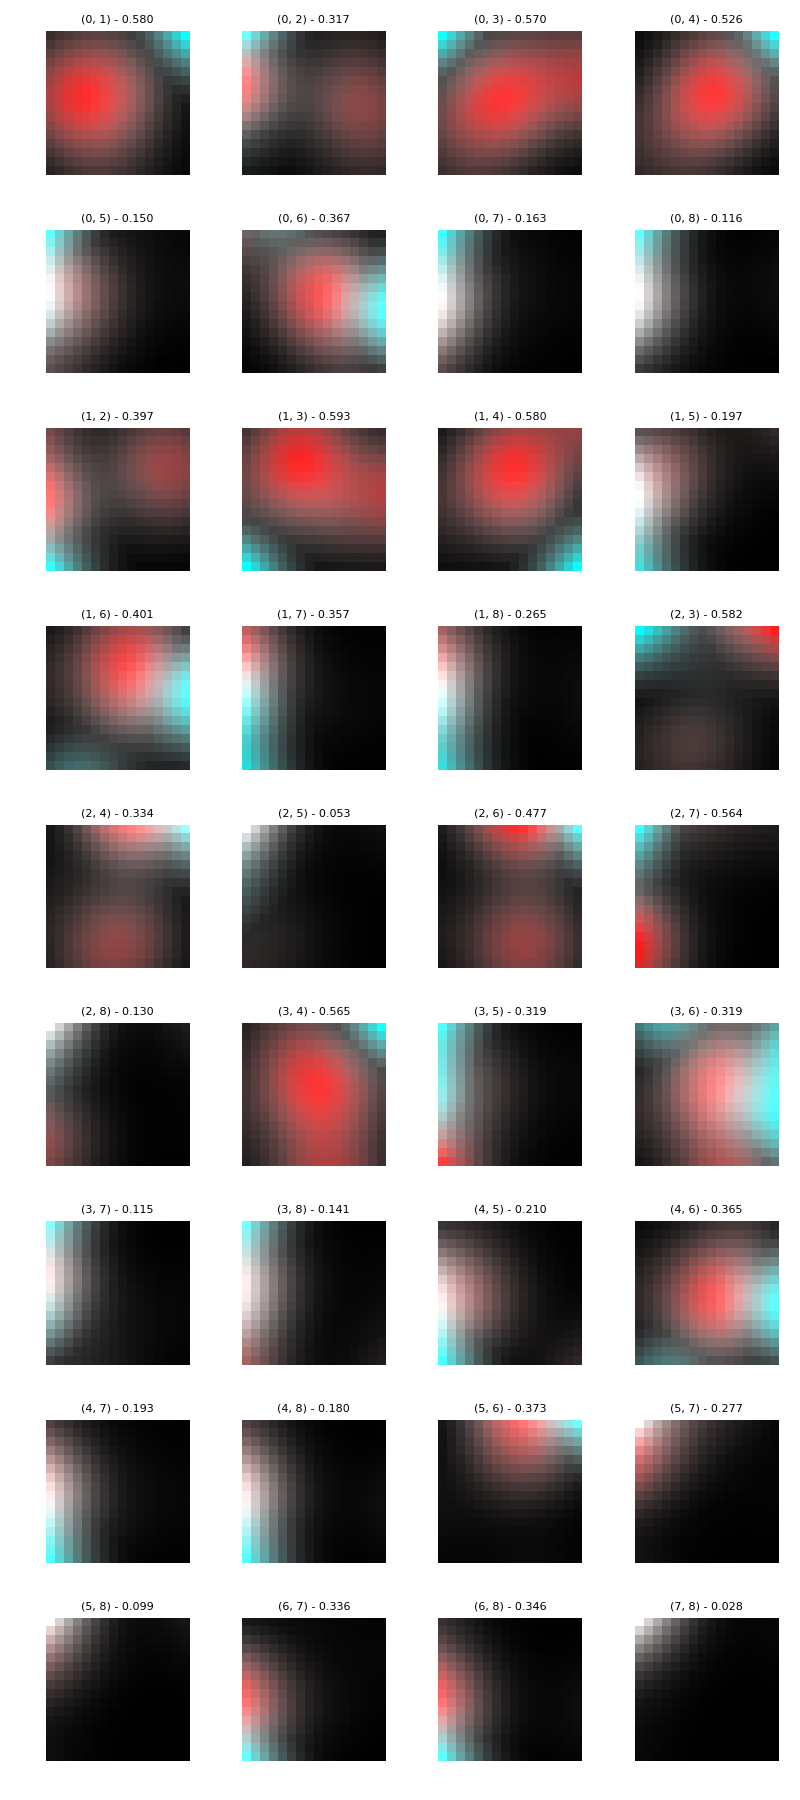 (0, 1) - 0.580 (0, 2) - 0.317 (0, 3) - 0.570 (0, 4) - 0.526
(0, 5) - 0.150 (0, 6) - 0.367 (0, 7) - 0.163 (0, 8) - 0.116
(1, 2) - 0.397 (1, 3) - 0.593 (1, 4) - 0.580 (1, 5) - 0.197
(1, 6) - 0.401 (1, 7) - 0.357 (1, 8) - 0.265 (2, 3) - 0.582
(2, 4) - 0.334 (2, 5) - 0.053 (2, 6) - 0.477 (2, 7) - 0.564
(2, 8) - 0.130 (3, 4) - 0.565 (3, 5) - 0.319 (3, 6) - 0.319
(3, 7) - 0.115 (3, 8) - 0.141 (4, 5) - 0.210 (4, 6) - 0.365
(4, 7) - 0.193 (4, 8) - 0.180 (5, 6) - 0.373 (5, 7) - 0.277
(5, 8) - 0.099 (6, 7) - 0.336 (6, 8) - 0.346 (7, 8) - 0.028